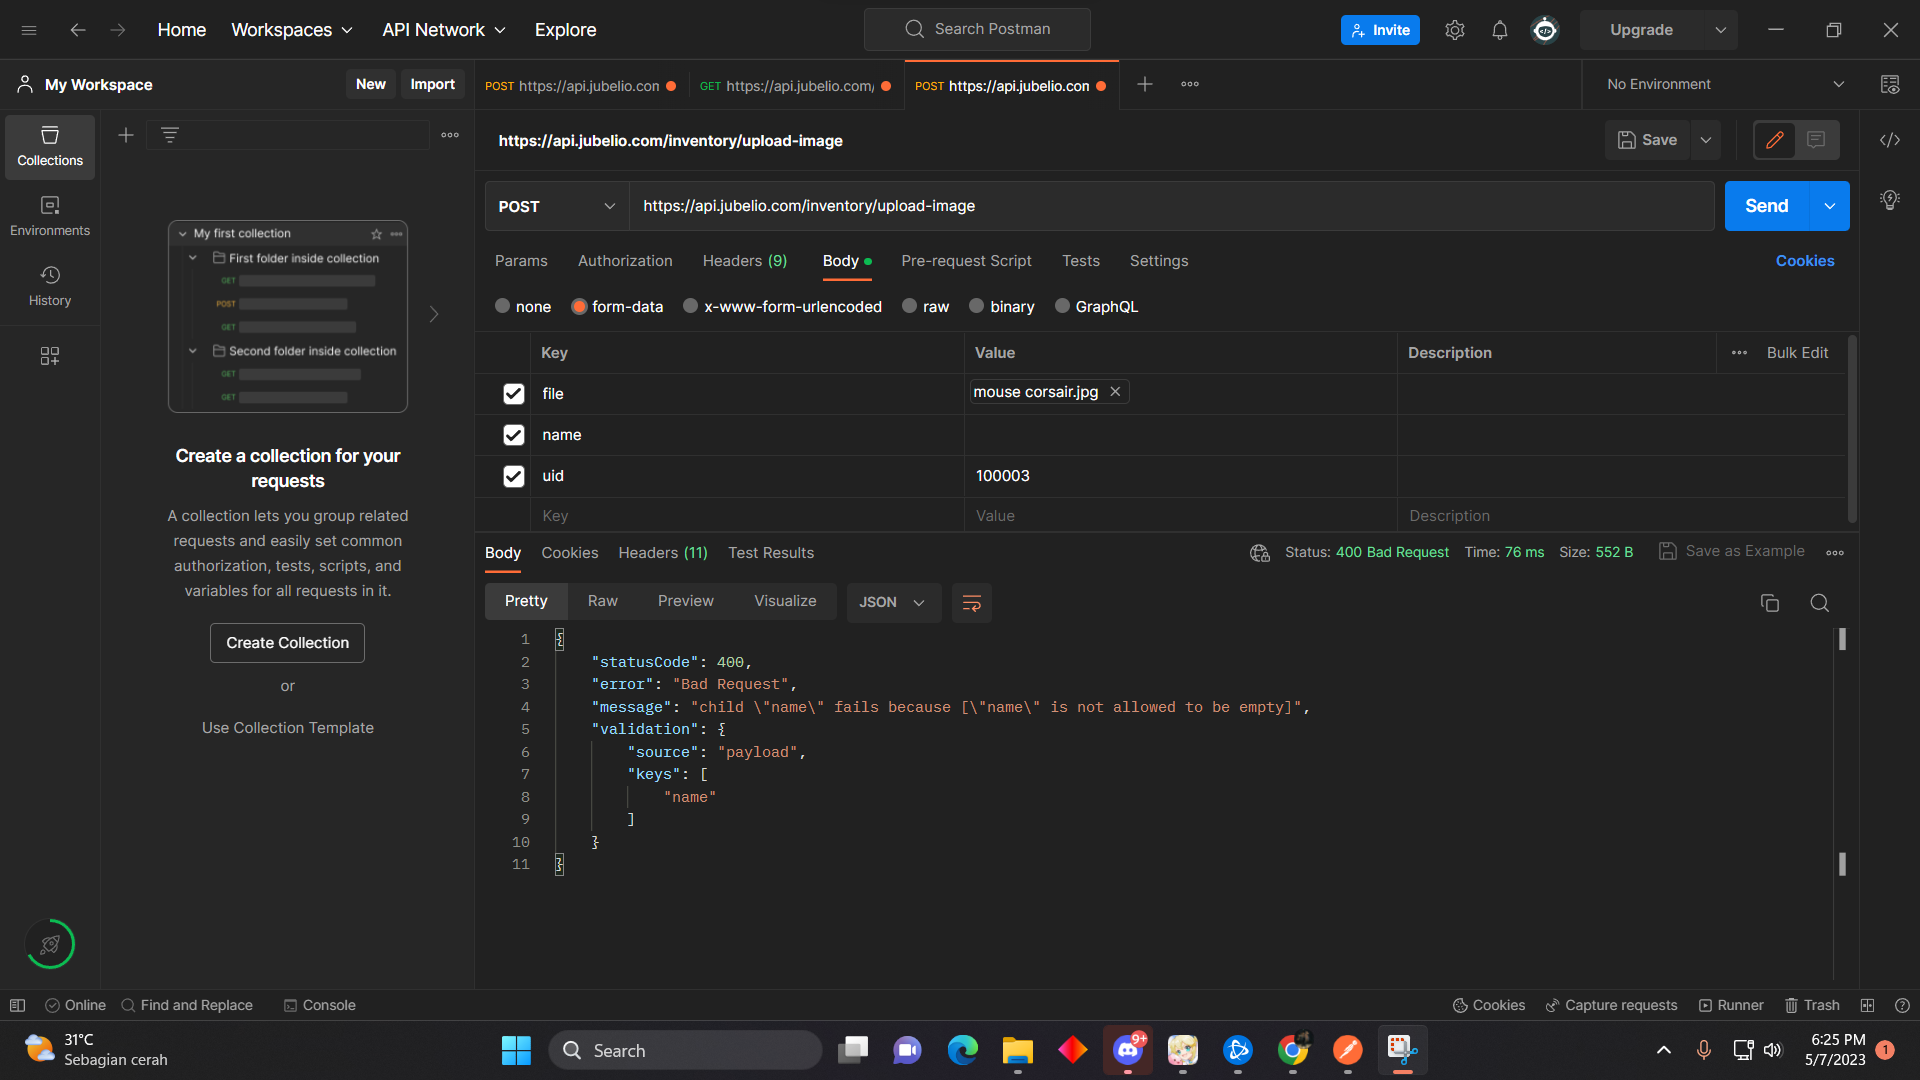 Home Workspaces API Network Explore Search Postman Invite Upgrade
My Workspace New Import POST https://api.jubelio.con GET https://api.jubelio.com/ POST https://api.jubelio.con No Environment
https://api.jubelio.com/inventory/upload-image Save
Collections
Environments
History
POST https://api.jubelio.com/inventory/upload-image Send
Params Authorization Headers (9) Body Pre-request Script Tests Settings Cookies
none form-data x-www-form-urlencoded raw binary GraphQL
Key Value Description Bulk Edit
file mouse corsair.jpg
name
uid 100003
Key Value Description
My first collection
First folder inside collection
GET
POST
GET
Second folder inside collection
GET
GET
Create a collection for your
requests
A collection lets you group related
requests and easily set common
authorization, tests, scripts, and
variables for all requests in it.
Create Collection
or
Use Collection Template
Body Cookies Headers (11) Test Results Status: 400 Bad Request Time: 76 ms Size: 552 B Save as Example
Pretty Raw Preview Visualize JSON
1 {
2 "statusCode": 400,
3 "error": "Bad Request",
4 "message": "child \"name\" fails because [\"name\" is not allowed to be empty]",
5 "validation": {
6 "source": "payload",
7 "keys": [
8 "name"
9 ]
10 }
11 }
Online Find and Replace Console Cookies Capture requests Runner Trash
31°C
Sebagian cerah
Search
9+
6:25 PM
5/7/2023
1